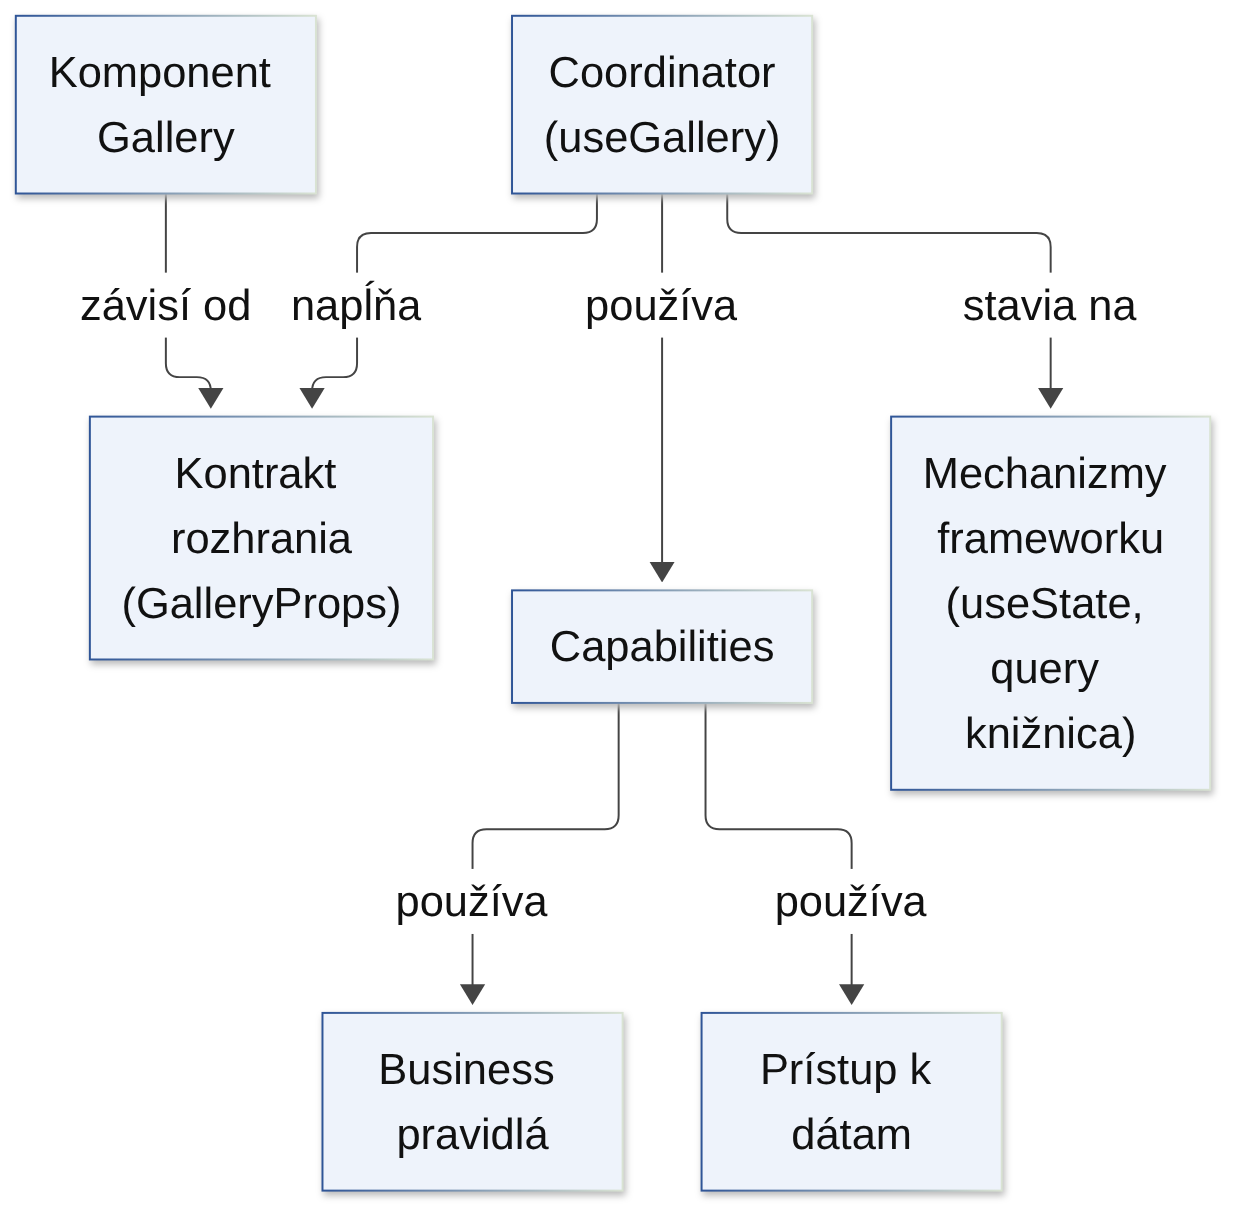 Komponent
Gallery
Coordinator
(useGallery)
závisí od
napĺňa
používa
stavia na
Kontrakt
rozhrania
(GalleryProps)
Mechanizmy
frameworku
(useState,
query
knižnica)
Capabilities
používa
používa
Business
pravidlá
Prístup k
dátam